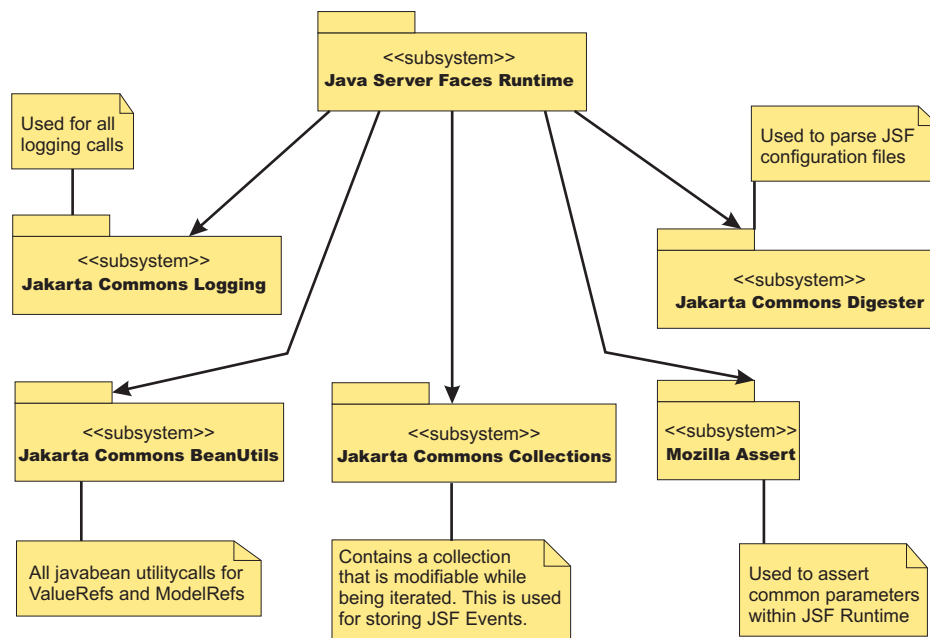 <<subsystem>>
Java Server Faces Runtime
Used for all
logging calls
Used to parse JSF
configuration files
<<subsystem>>
Jakarta Commons Logging
<<subsystem>>
Jakarta Commons Digester
<<subsystem>>
Jakarta Commons BeanUtils
<<subsystem>>
Jakarta Commons Collections
<<subsystem>>
Mozilla Assert
All javabean utilitycalls for
ValueRefs and ModelRefs
Contains a collection
that is modifiable while
being iterated. This is used
for storing JSF Events.
Used to assert
common parameters
within JSF Runtime